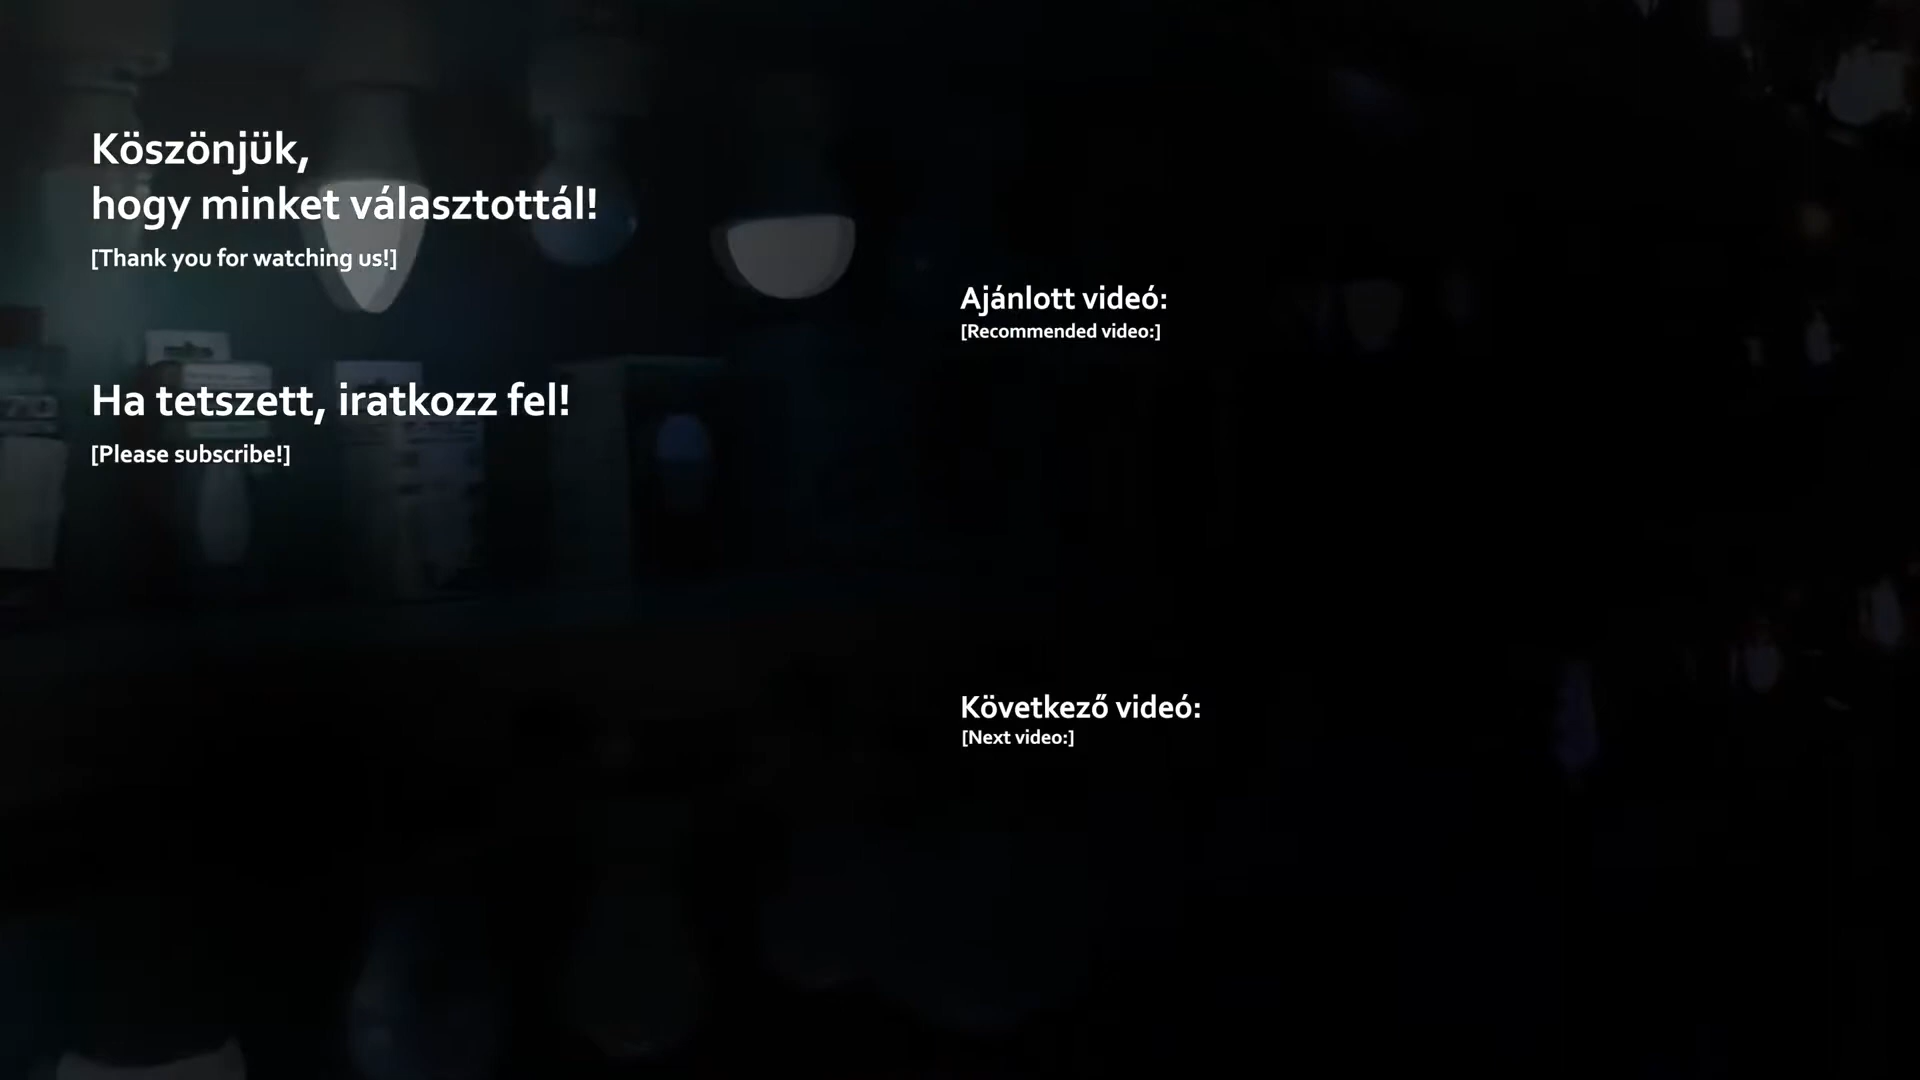 Köszönjük,
hogy minket választottál!
[Thank you for watching us!]
Ha tetszett, iratkozz fel!
[Please subscribe!]
Ajánlott videó:
[Recommended video:]
Következő videó:
[Next video:]